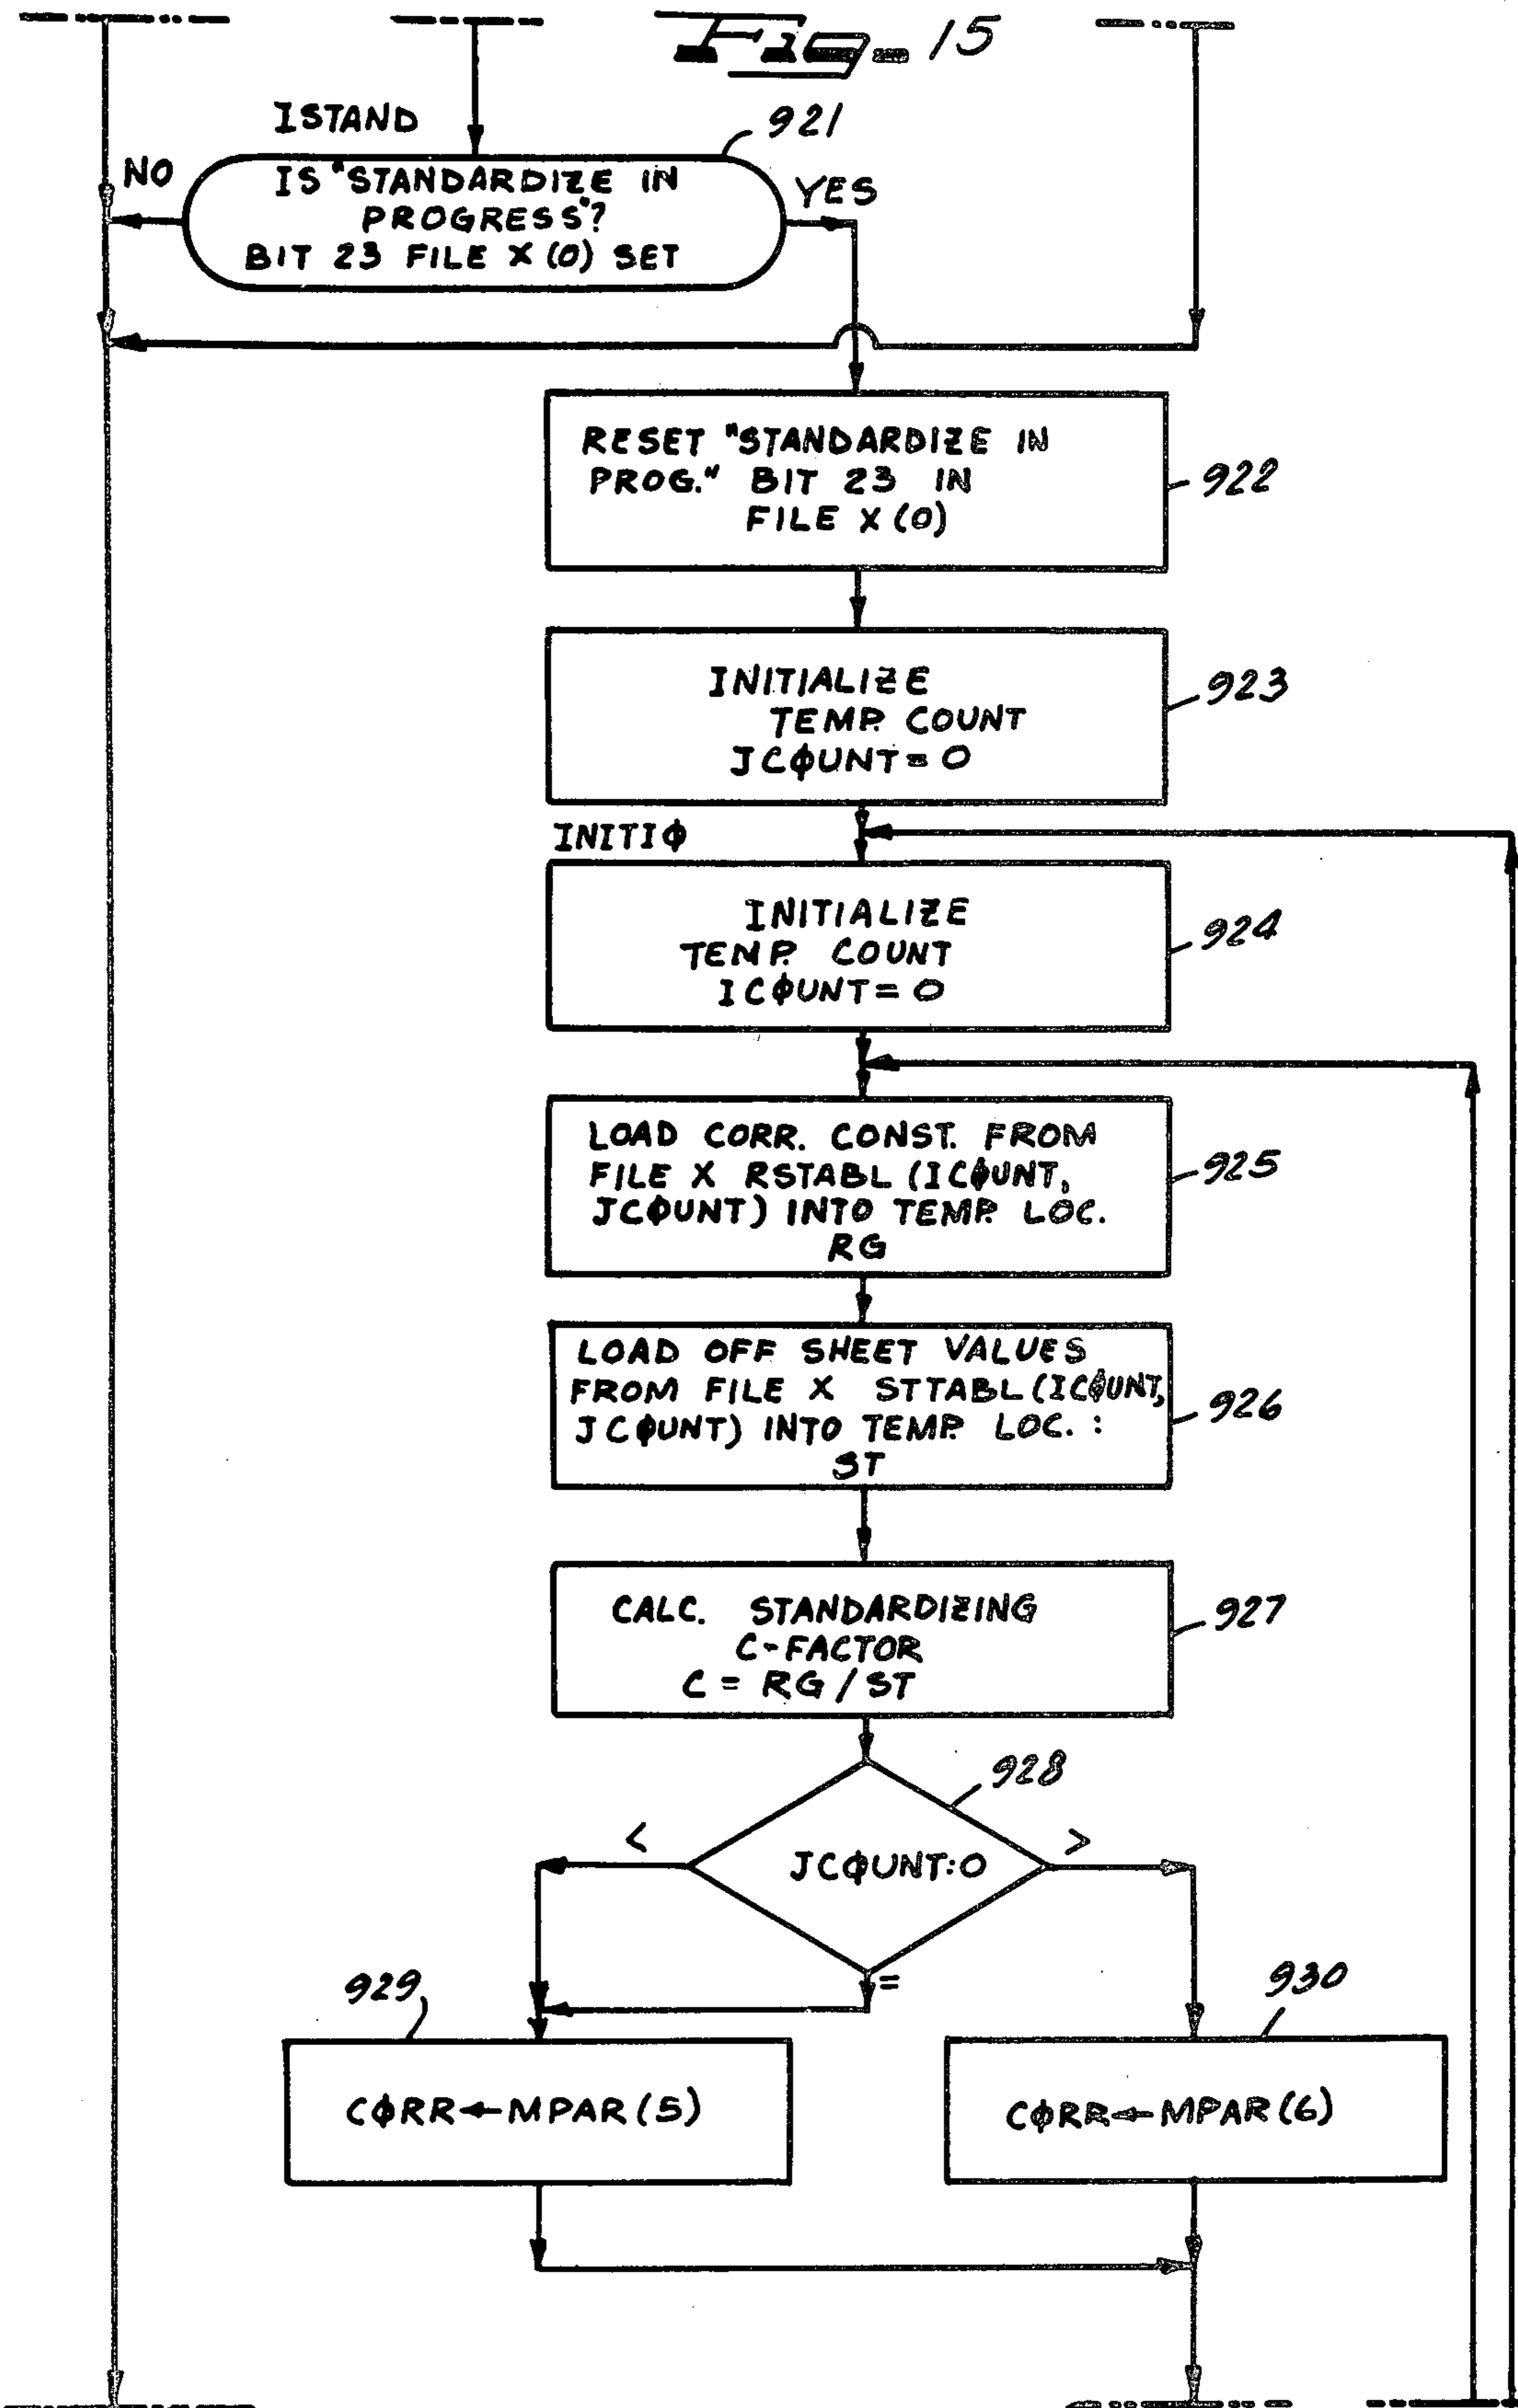 Fig- 15
ISTAND
921
NO
IS "STANDARDIZE IN
PROGRESS"?
BIT 23 FILE X (0) SET
YES
RESET "STANDARDIZE IN
PROG." BIT 23 IN
FILE X (0)
922
INITIALIZE
TEMP. COUNT
JCϕUNT = 0
923
INITIϕ
INITIALIZE
TEMP. COUNT
ICϕUNT = 0
924
LOAD CORR. CONST. FROM
FILE X RSTABL (ICϕUNT,
JCϕUNT) INTO TEMP. LOC.
RG
925
LOAD OFF SHEET VALUES
FROM FILE X STTABL (ICϕUNT,
JCϕUNT) INTO TEMP. LOC. :
ST
926
CALC. STANDARDIZING
C-FACTOR
C = RG / ST
927
928
<
JCϕUNT:0
>
=
929
930
CϕRR←MPAR (5)
CϕRR←MPAR (6)